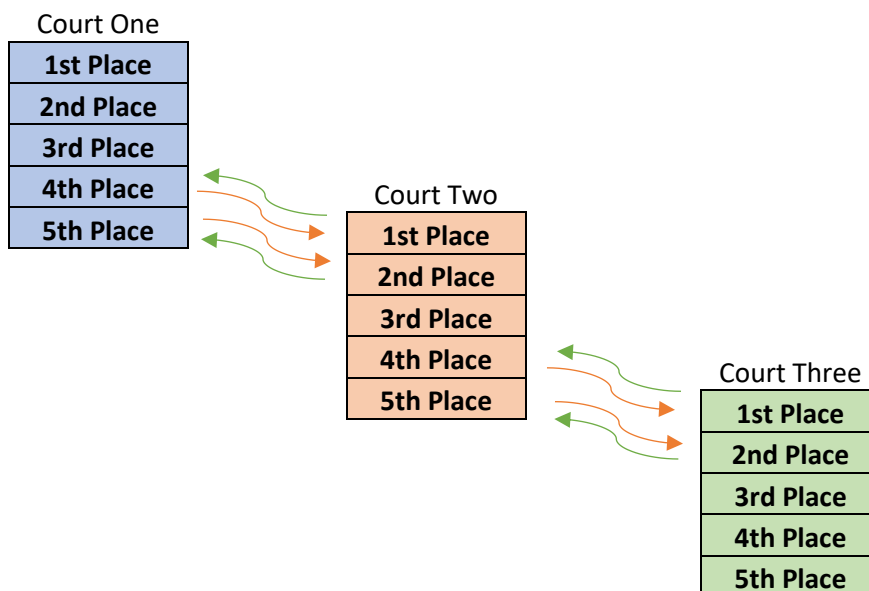 Court One
1st Place
2nd Place
3rd Place
4th Place
5th Place
Court Two
1st Place
2nd Place
3rd Place
4th Place
5th Place
Court Three
1st Place
2nd Place
3rd Place
4th Place
5th Place